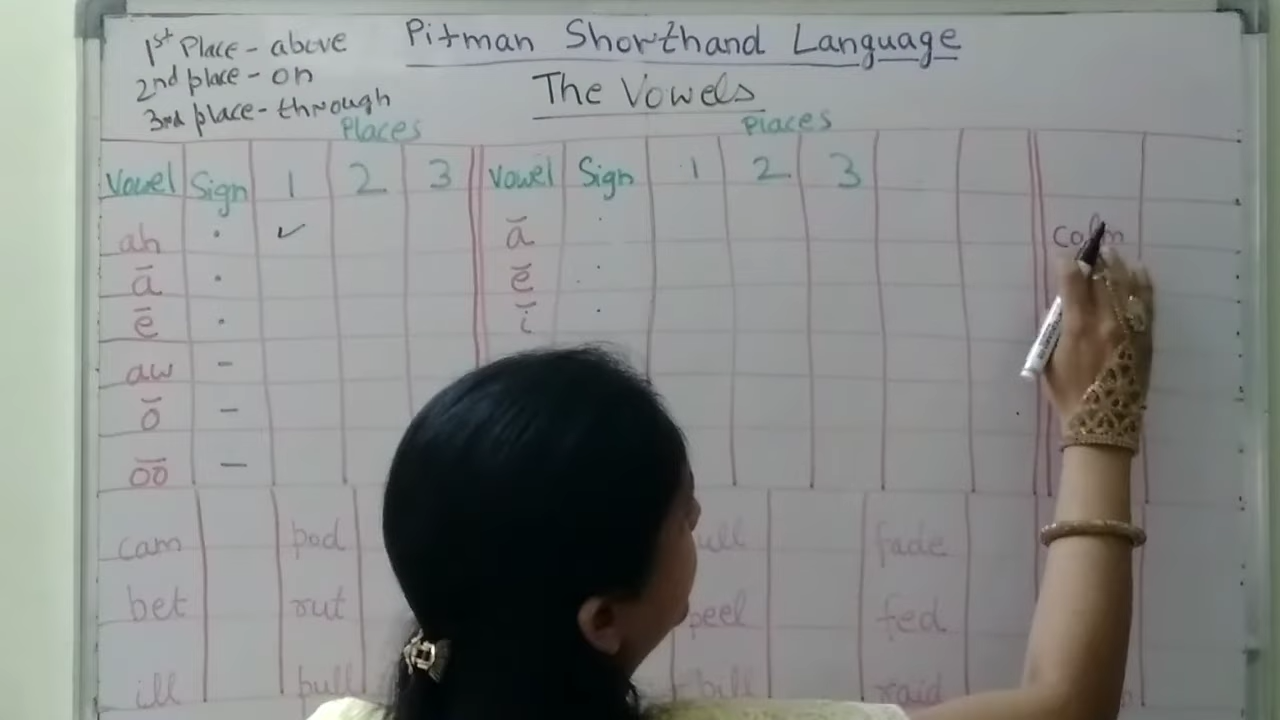 1st Place - above
2nd place - on
3rd place - through
Pitman Shorthand Language
The Vowels
Places Places
Vowel Sign 1 2 3 Vowel Sign 1 2 3
ah · ✓ ă · calm
ā · ĕ ·
ē · ĭ ·
aw -
ō -
o̅o̅ -
cam pod fade
bet rut peel fed
ill bull bill raid